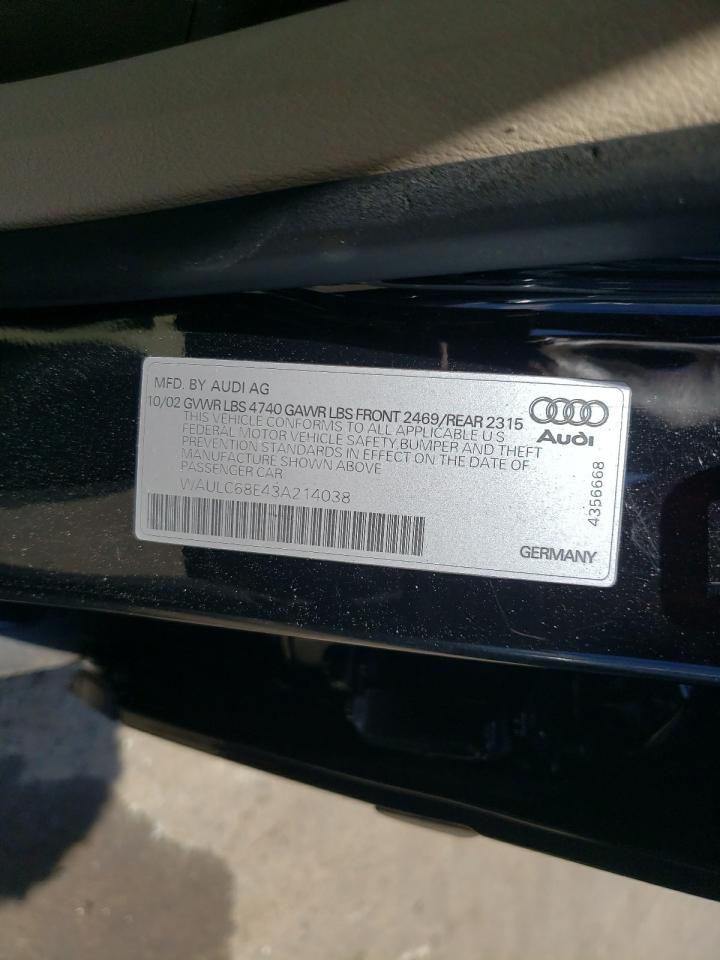 MFD. BY AUDI AG
10/02 GVWR LBS 4740 GAWR LBS FRONT 2469/REAR 2315
THIS VEHICLE CONFORMS TO ALL APPLICABLE U S
FEDERAL MOTOR VEHICLE SAFETY,BUMPER AND THEFT
PREVENTION STANDARDS IN EFFECT ON THE DATE OF
MANUFACTURE SHOWN ABOVE
PASSENGER CAR
WAULC68E43A214038
Audi
4356668
GERMANY